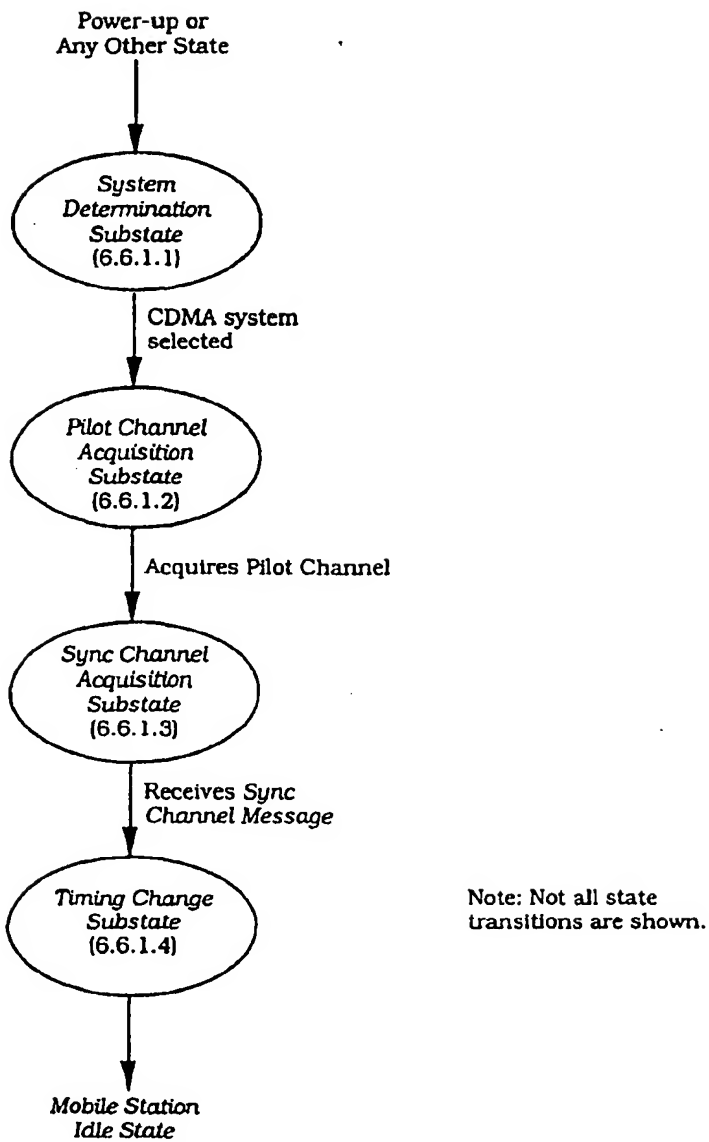 Power-up or
Any Other State
System
Determination
Substate
(6.6.1.1)
CDMA system
selected
Pilot Channel
Acquisition
Substate
(6.6.1.2)
Acquires Pilot Channel
Sync Channel
Acquisition
Substate
(6.6.1.3)
Receives Sync
Channel Message
Timing Change
Substate
(6.6.1.4)
Note: Not all state
transitions are shown.
Mobile Station
Idle State